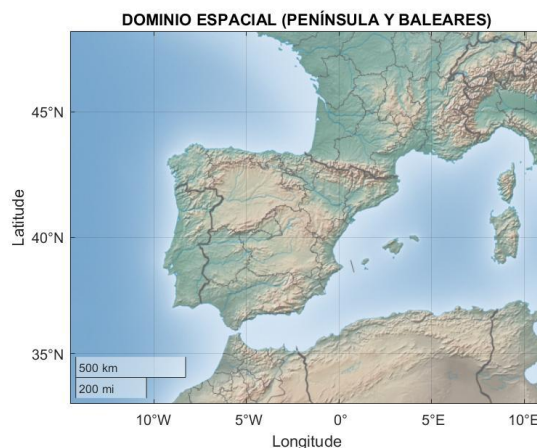 DOMINIO ESPACIAL (PENÍNSULA Y BALEARES)
45°N
40°N
35°N
Latitude
500 km
200 mi
10°W
5°W
0°
5°E
10°E
Longitude